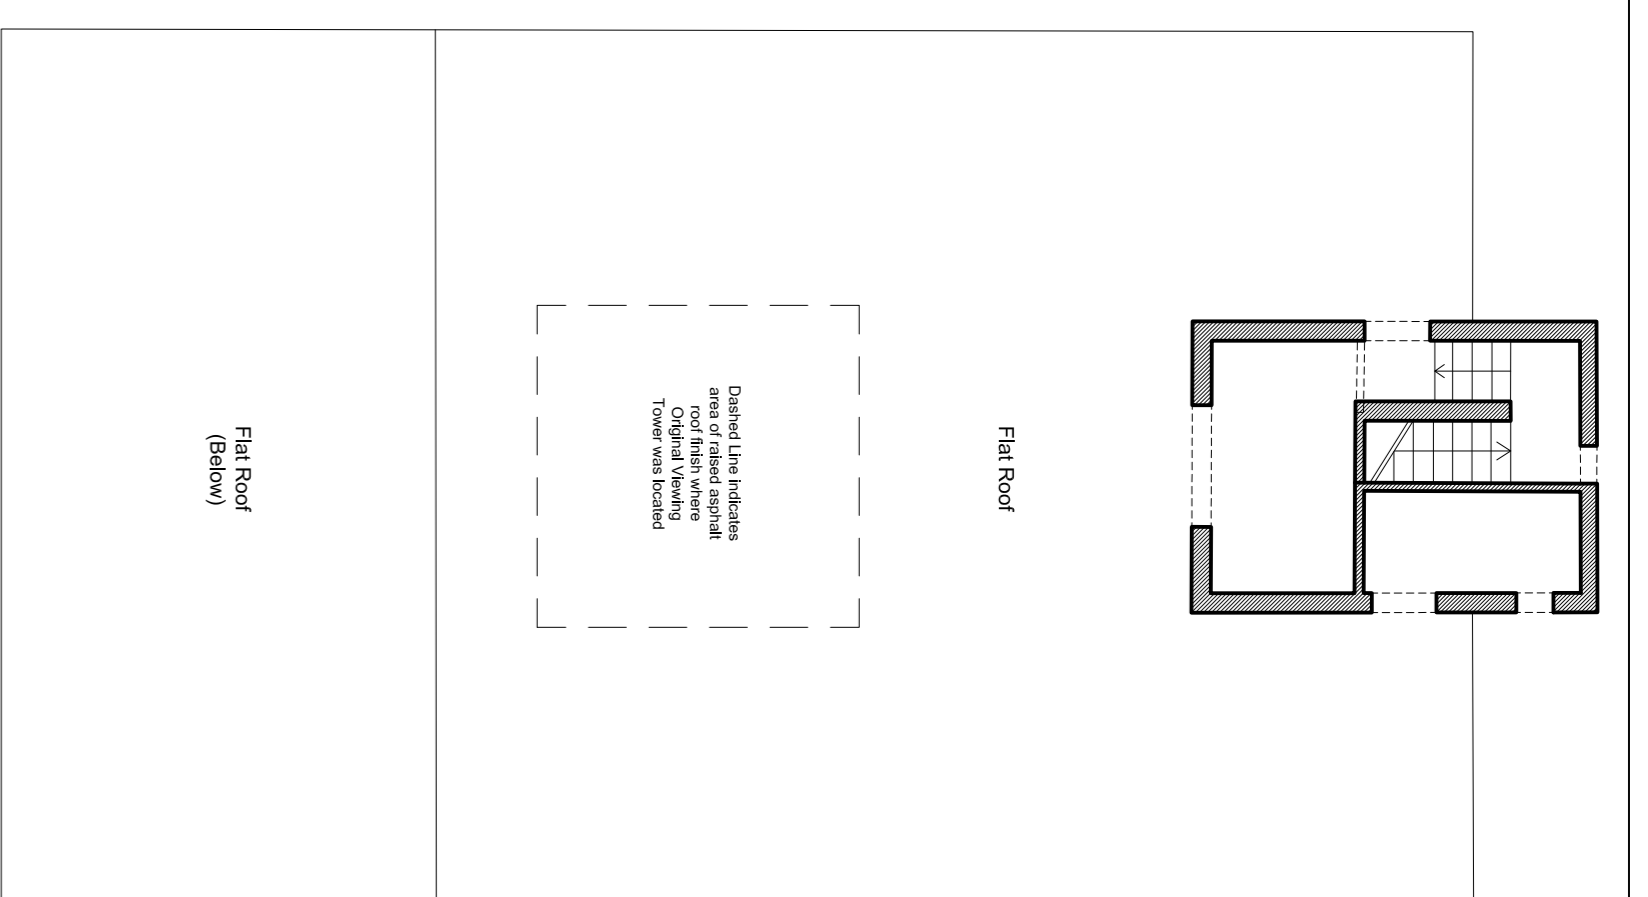 Flat Roof
(Below)
Dashed Line indicates
area of raised asphalt
roof finish where
Original Viewing
Tower was located
Flat Roof